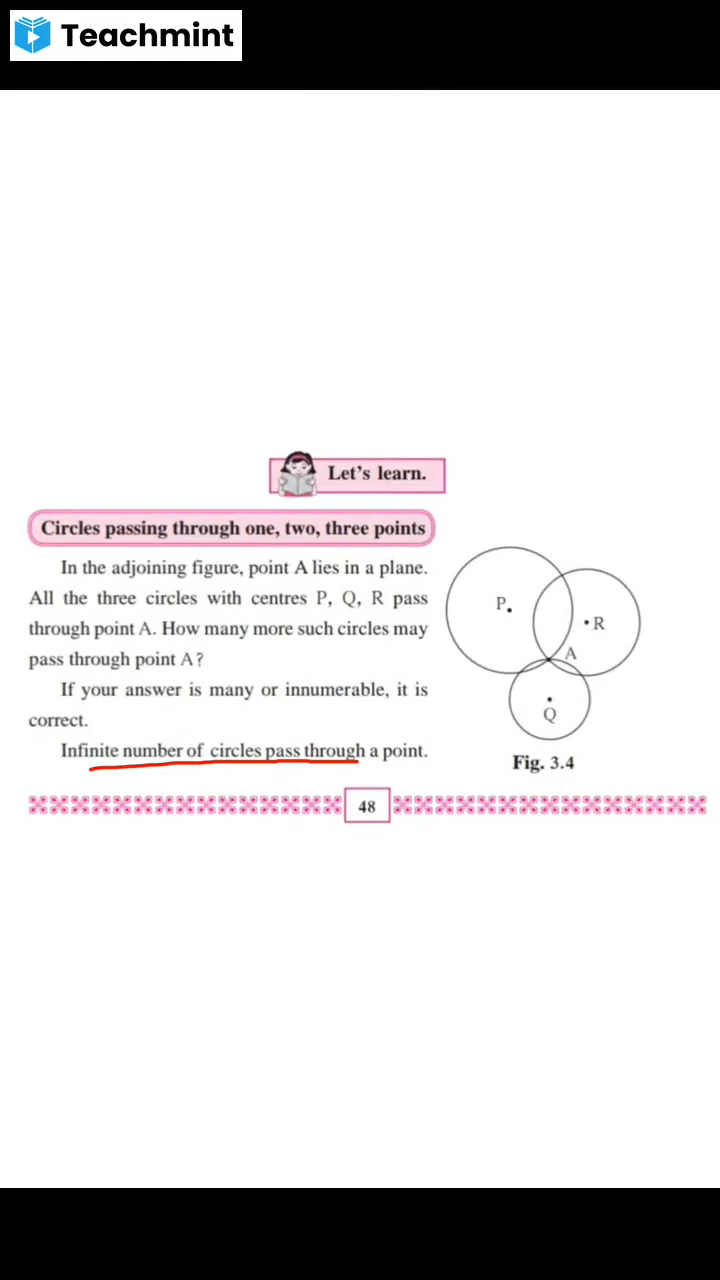 Teachmint
Let's learn.
Circles passing through one, two, three points
In the adjoining figure, point A lies in a plane.
All the three circles with centres P, Q, R pass
through point A. How many more such circles may
pass through point A?
If your answer is many or innumerable, it is
correct.
Infinite number of circles pass through a point.
P
R
A
Q
Fig. 3.4
48